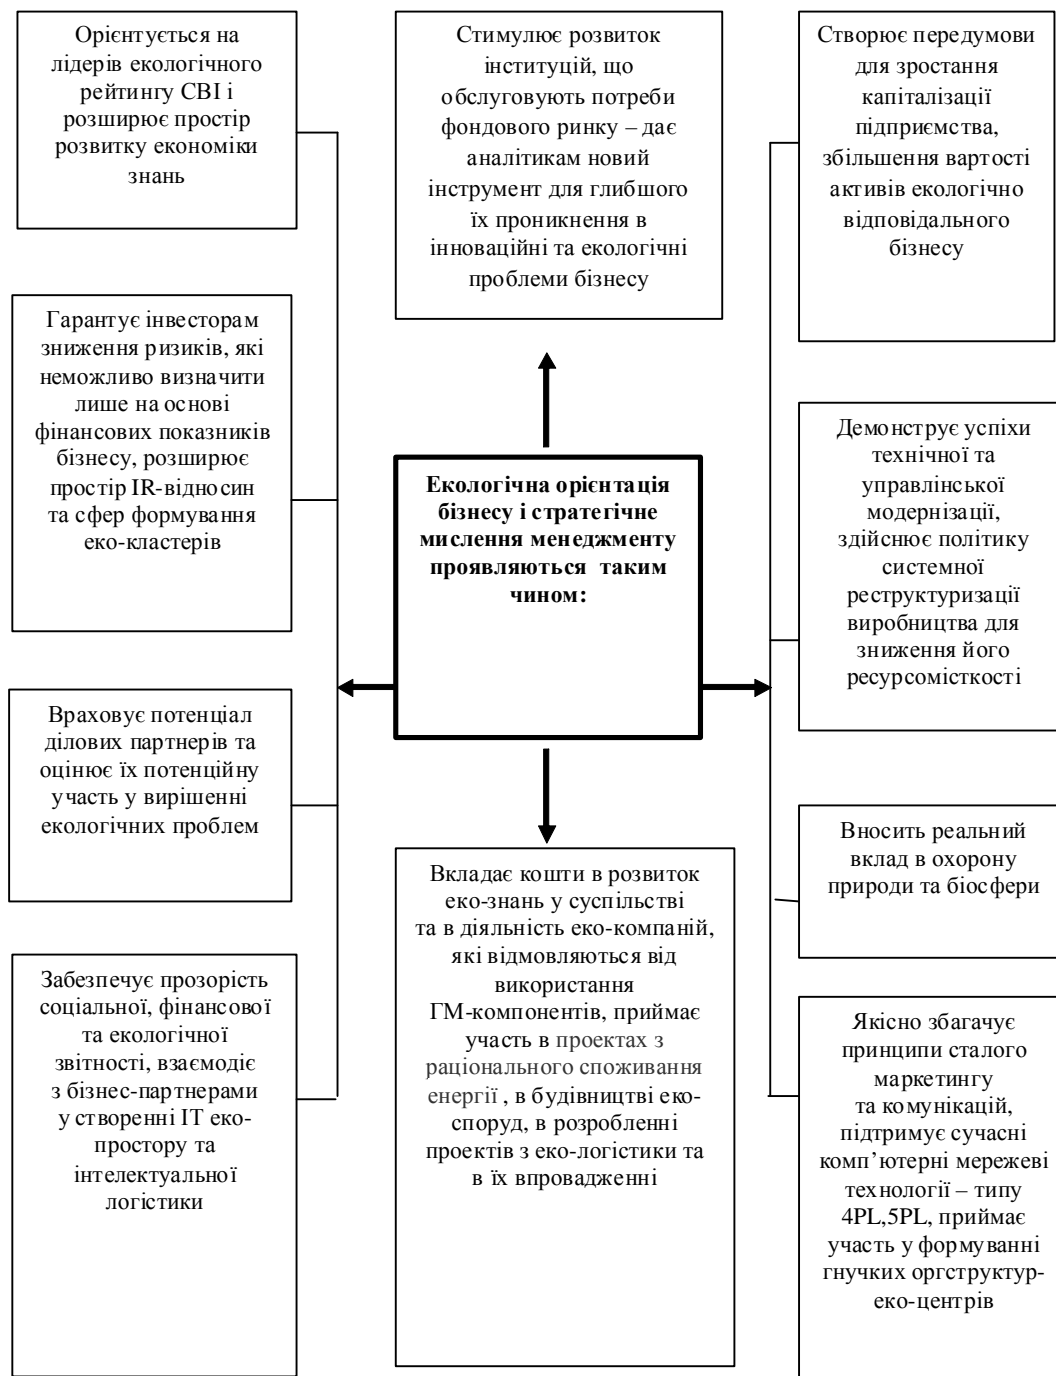 Орієнтується на
лідерів екологічного
рейтингу СВІ і
розширює простір
розвитку економіки
знань
Гарантує інвесторам
зниження ризиків, які
неможливо визначити
лише на основі
фінансових показників
бізнесу, розширює
простір IR-відносин
та сфер формування
еко-кластерів
Враховує потенціал
ділових партнерів та
оцінює їх потенційну
участь у вирішенні
екологічних проблем
Забезпечує прозорість
соціальної, фінансової
та екологічної
звітності, взаємодіє
з бізнес-партнерами
у створенні ІТ еко-
простору та
інтелектуальної
логістики
Стимулює розвиток
інституцій, що
обслуговують потреби
фондового ринку – дає
аналітикам новий
інструмент для глибшого
їх проникнення в
інноваційні та екологічні
проблеми бізнесу
Екологічна орієнтація
бізнесу і стратегічне
мислення менеджменту
проявляються таким
чином:
Вкладає кошти в розвиток
еко-знань у суспільстві
та в діяльність еко-компаній,
які відмовляються від
використання
ГМ-компонентів, приймає
участь в проектах з
раціонального споживання
енергії , в будівництві еко-
споруд, в розробленні
проектів з еко-логістики та
в їх впровадженні
Створює передумови
для зростання
капіталізації
підприємства,
збільшення вартості
активів екологічно
відповідального
бізнесу
Демонструє успіхи
технічної та
управлінської
модернізації,
здійснює політику
системної
реструктуризації
виробництва для
зниження його
ресурсомісткості
Вносить реальний
вклад в охорону
природи та біосфери
Якісно збагачує
принципи сталого
маркетингу
та комунікацій,
підтримує сучасні
комп’ютерні мережеві
технології – типу
4PL,5PL, приймає
участь у формуванні
гнучких оргструктур-
еко-центрів